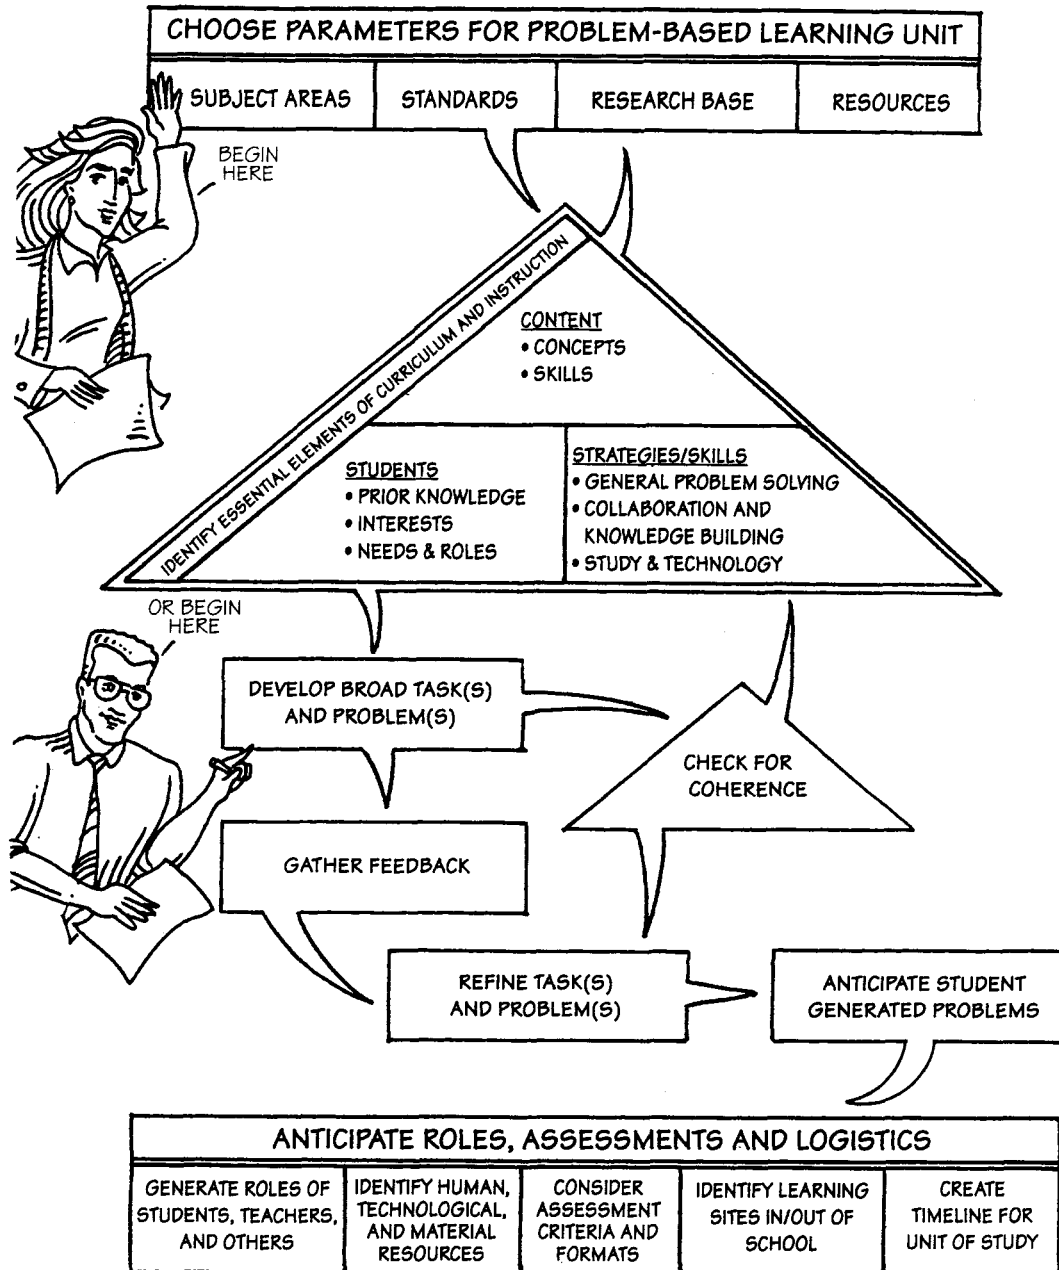 CHOOSE PARAMETERS FOR PROBLEM-BASED LEARNING UNIT
SUBJECT AREAS
STANDARDS
RESEARCH BASE
RESOURCES
BEGIN
HERE
IDENTIFY ESSENTIAL ELEMENTS OF CURRICULUM AND INSTRUCTION
CONTENT
• CONCEPTS
• SKILLS
STUDENTS
• PRIOR KNOWLEDGE
• INTERESTS
• NEEDS & ROLES
STRATEGIES/SKILLS
• GENERAL PROBLEM SOLVING
• COLLABORATION AND
KNOWLEDGE BUILDING
• STUDY & TECHNOLOGY
OR BEGIN
HERE
DEVELOP BROAD TASK(S)
AND PROBLEM(S)
CHECK FOR
COHERENCE
GATHER FEEDBACK
REFINE TASK(S)
AND PROBLEM(S)
ANTICIPATE STUDENT
GENERATED PROBLEMS
ANTICIPATE ROLES, ASSESSMENTS AND LOGISTICS
GENERATE ROLES OF
STUDENTS, TEACHERS,
AND OTHERS
IDENTIFY HUMAN,
TECHNOLOGICAL,
AND MATERIAL
RESOURCES
CONSIDER
ASSESSMENT
CRITERIA AND
FORMATS
IDENTIFY LEARNING
SITES IN/OUT OF
SCHOOL
CREATE
TIMELINE FOR
UNIT OF STUDY